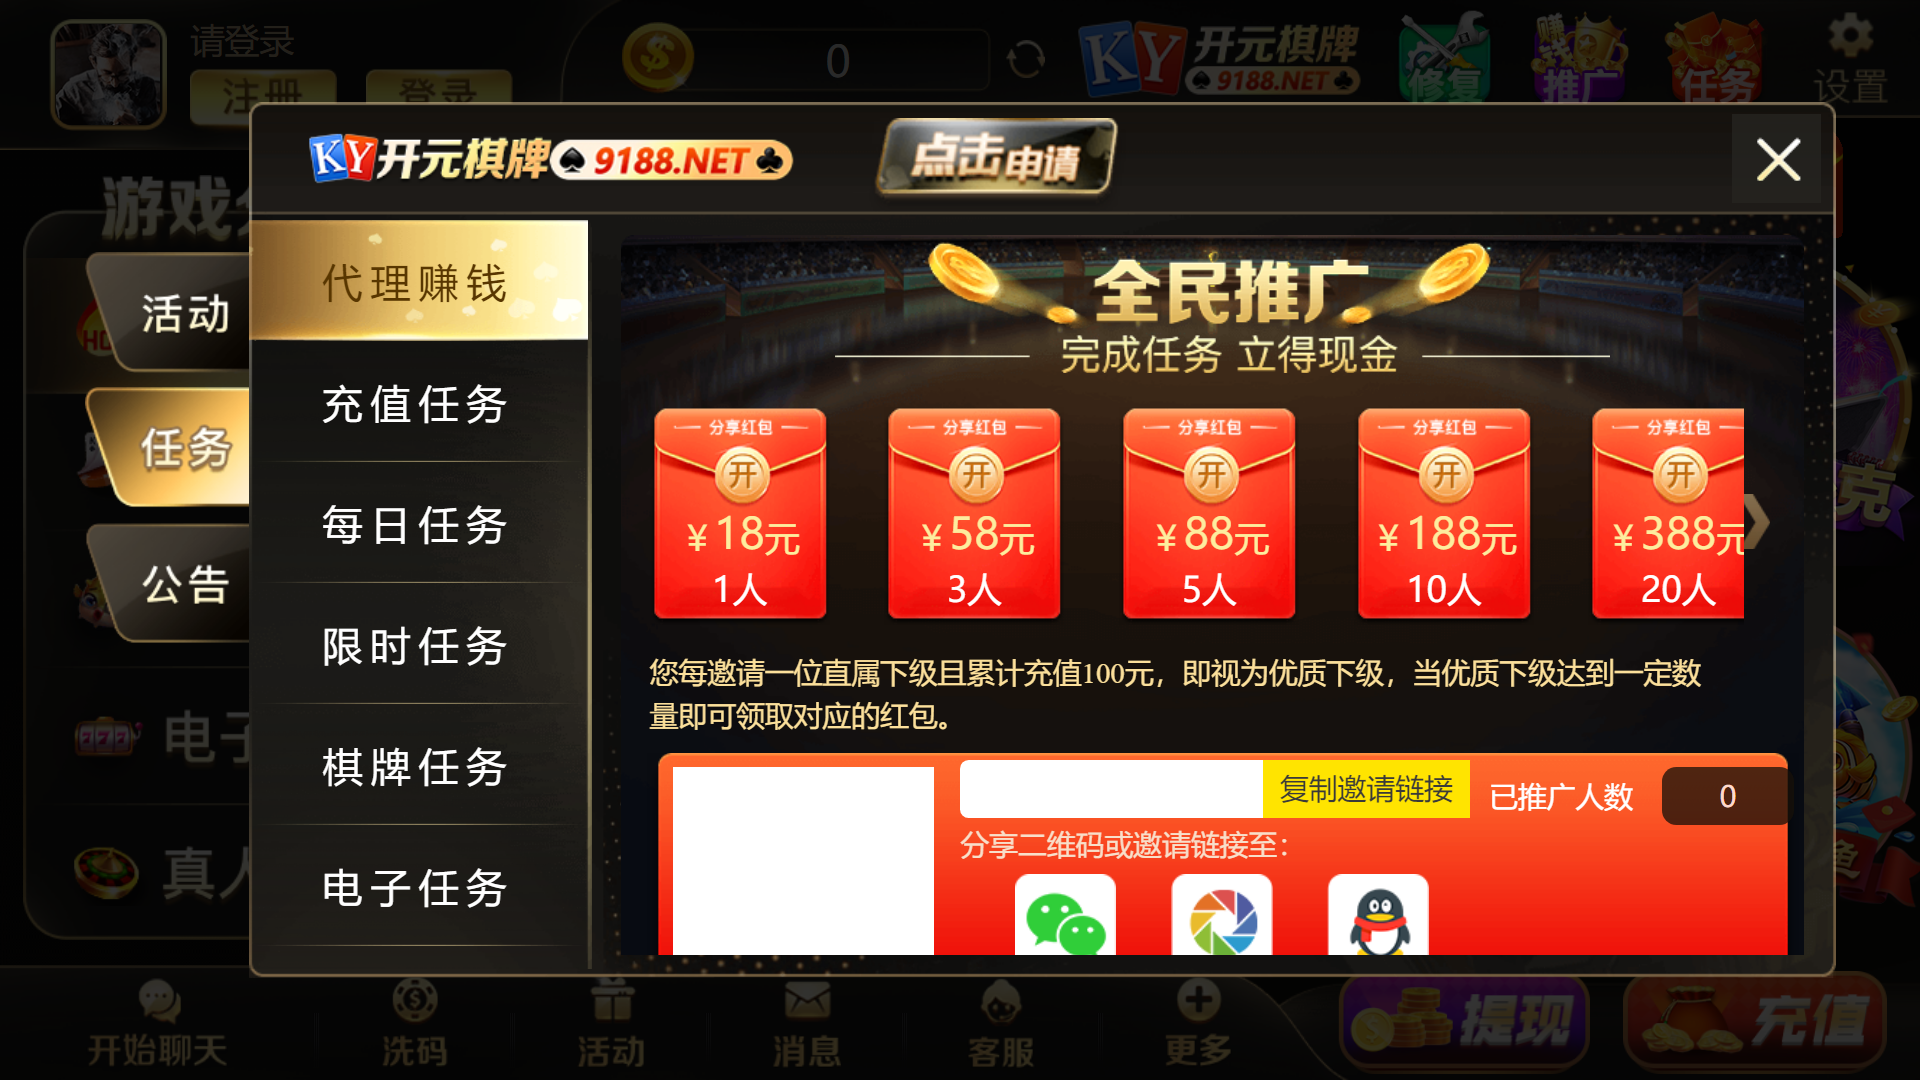 请登录
注册
登录
0
KY开元棋牌
9188.NET
修复
赚钱
推广
任务
设置
游戏
KY开元棋牌 9188.NET
点击申请
活动
任务
公告
HO
电子
真人
代理赚钱
充值任务
每日任务
限时任务
棋牌任务
电子任务
全民推广
完成任务 立得现金
分享红包
开
¥18元
1人
分享红包
开
¥58元
3人
分享红包
开
¥88元
5人
分享红包
开
¥188元
10人
分享红包
开
¥388元
20人
克
您每邀请一位直属下级且累计充值100元，即视为优质下级，当优质下级达到一定数
量即可领取对应的红包。
复制邀请链接
已推广人数
0
分享二维码或邀请链接至：
777
鱼
开始聊天
洗码
活动
消息
客服
更多
提现
充值